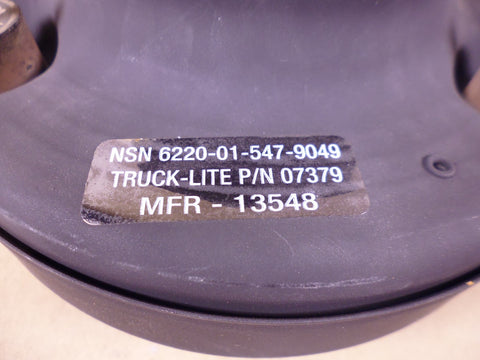 NSN 6220-01-547-9049
TRUCK-LITE P/N 07379
MFR - 13548